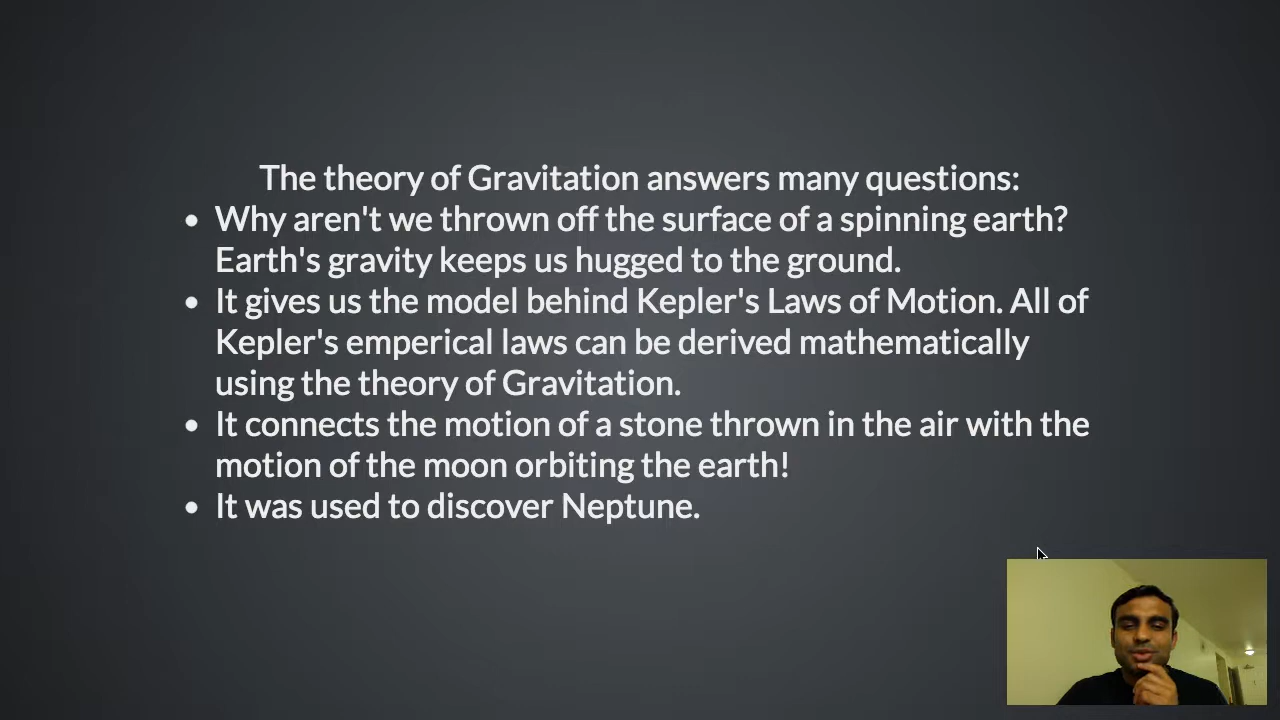 The theory of Gravitation answers many questions:
• Why aren't we thrown off the surface of a spinning earth?
Earth's gravity keeps us hugged to the ground.
• It gives us the model behind Kepler's Laws of Motion. All of
Kepler's emperical laws can be derived mathematically
using the theory of Gravitation.
• It connects the motion of a stone thrown in the air with the
motion of the moon orbiting the earth!
• It was used to discover Neptune.